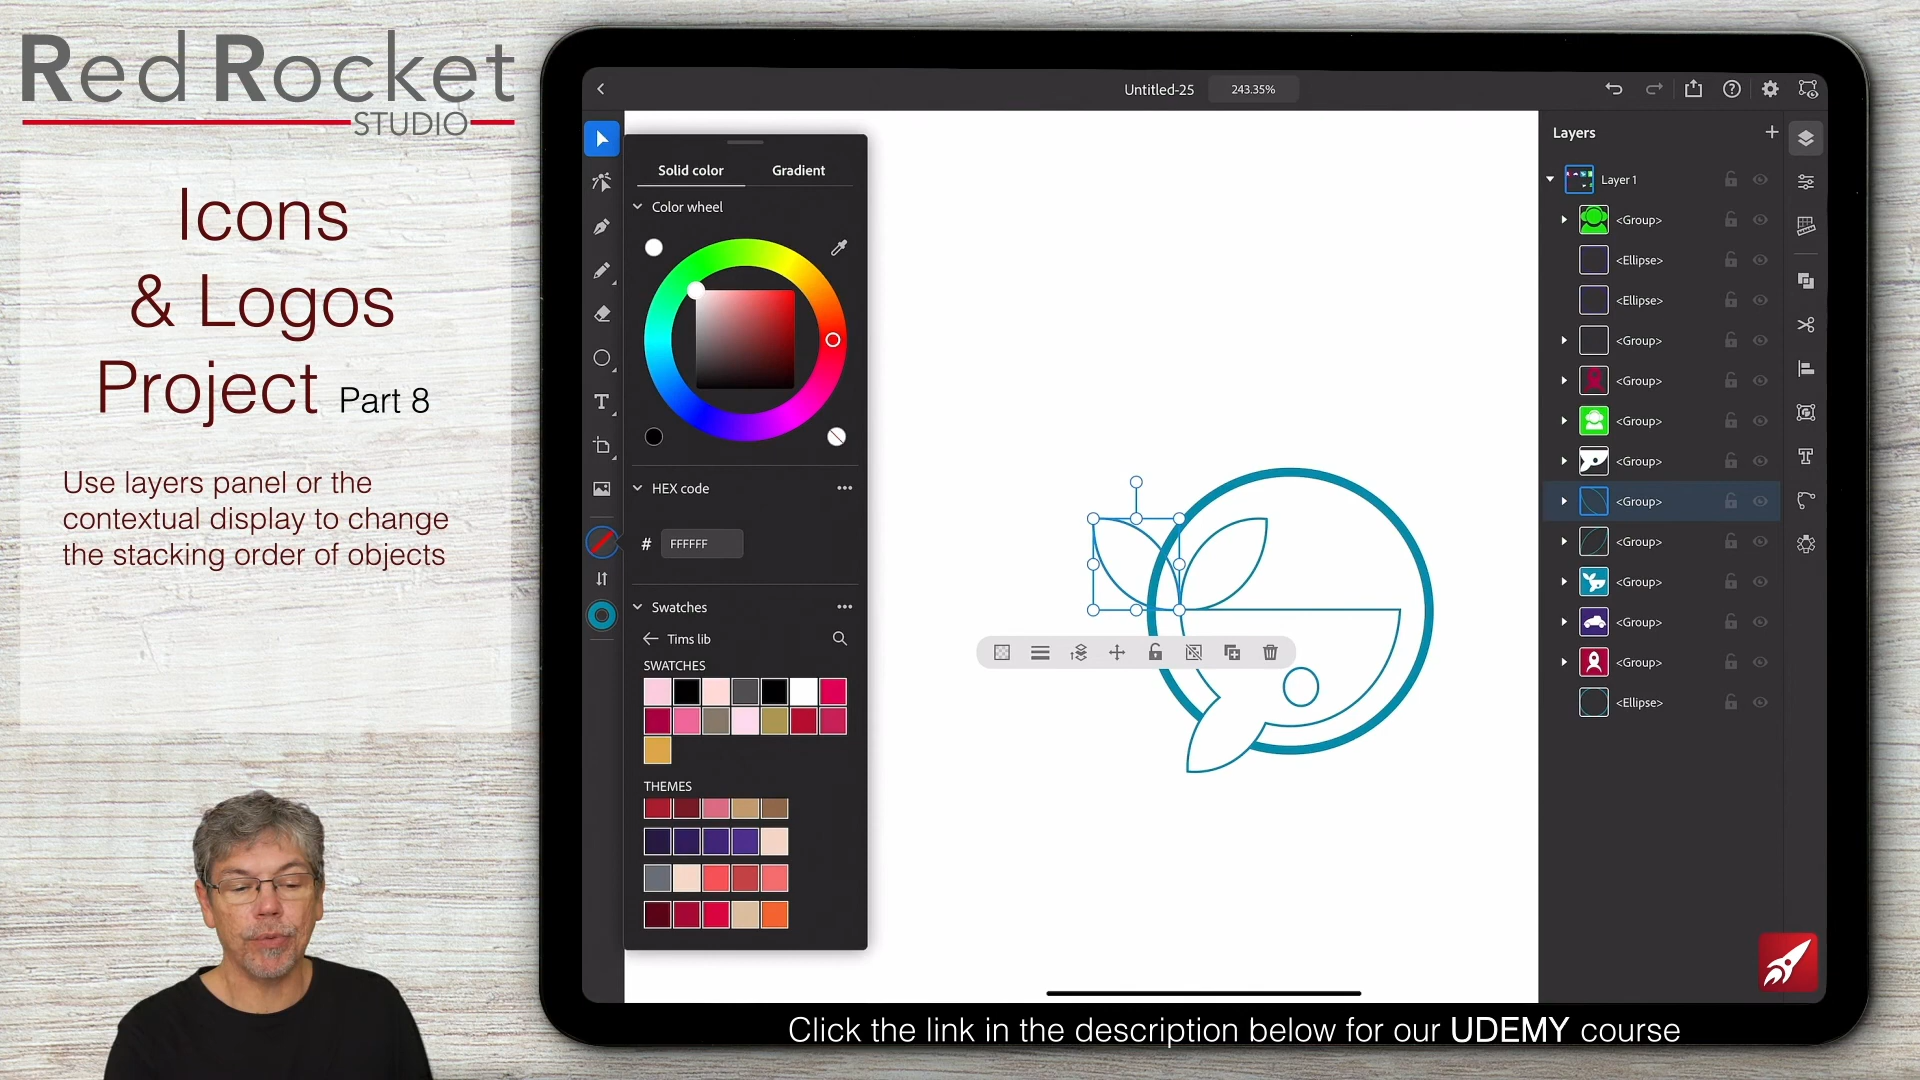 Red Rocket
STUDIO
Icons
& Logos
Project Part 8
Use layers panel or the
contextual display to change
the stacking order of objects
Untitled-25
243.35%
Solid color
Gradient
Color wheel
HEX code
# FFFFFF
Swatches
Tims lib
SWATCHES
THEMES
Layers
Layer 1
<Group>
<Ellipse>
<Ellipse>
<Group>
<Group>
<Group>
<Group>
<Group>
<Group>
<Group>
<Group>
<Group>
<Ellipse>
Click the link in the description below for our UDEMY course